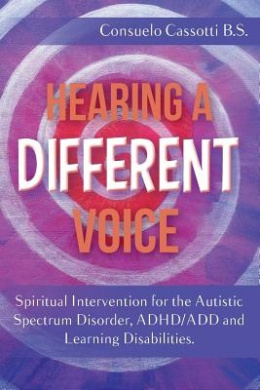 Consuelo Cassotti B.S.
HEARING A
DIFFERENT
VOICE
Spiritual Intervention for the Autistic
Spectrum Disorder, ADHD/ADD and
Learning Disabilities.